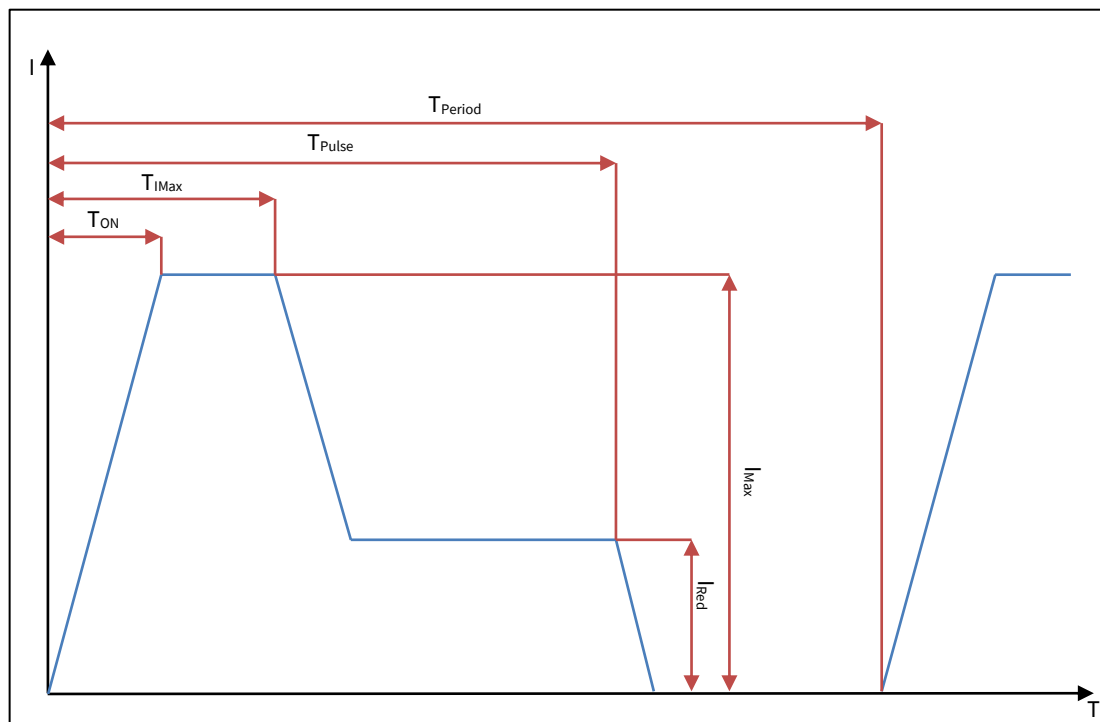 I
TPeriod
TPulse
TIMax
TON
IMax
IRed
T